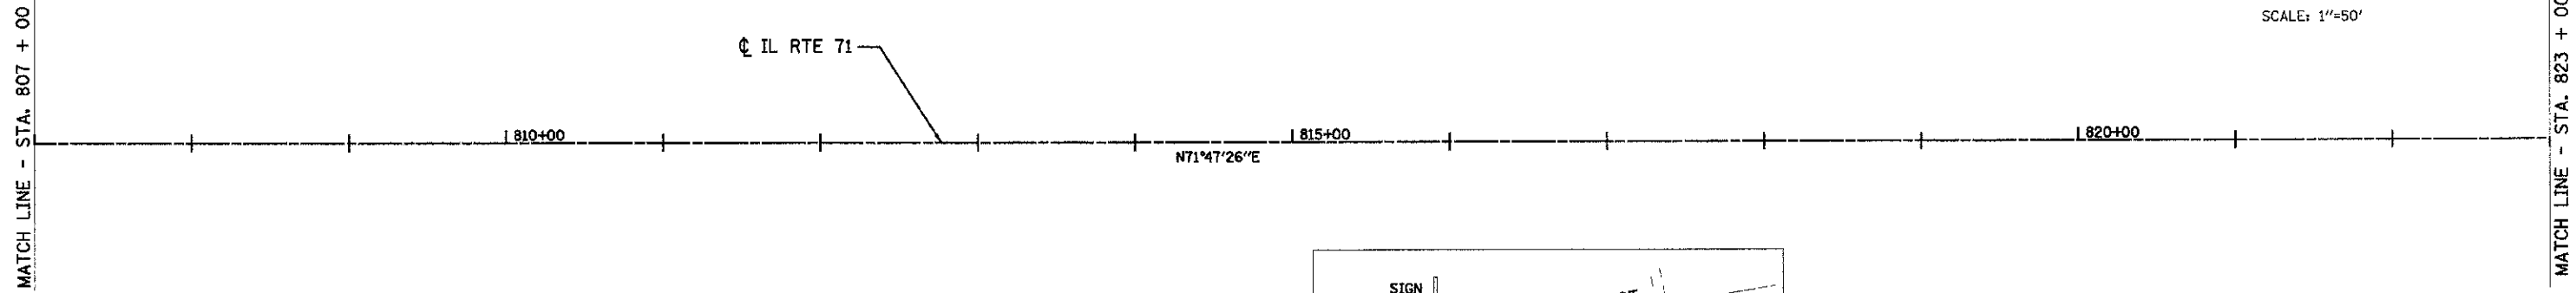 MATCH LINE - STA. 807 + 00
℄ IL RTE 71
SCALE: 1"=50'
810+00
815+00
820+00
N71°47'26"E
SIGN
MATCH LINE - STA. 823 + 00